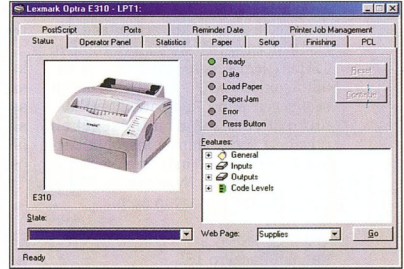 Lexmark Optra E310 - LPT1:
PostScript Ports Reminder Date Printer Job Management
Status Operator Panel Statistics Paper Setup Finishing PCL
Ready
Data
Load Paper
Paper Jam
Error
Press Button
Reset
Continue
Features:
General
Inputs
Outputs
Code Levels
E310
State:
Web Page: Supplies Go
Ready